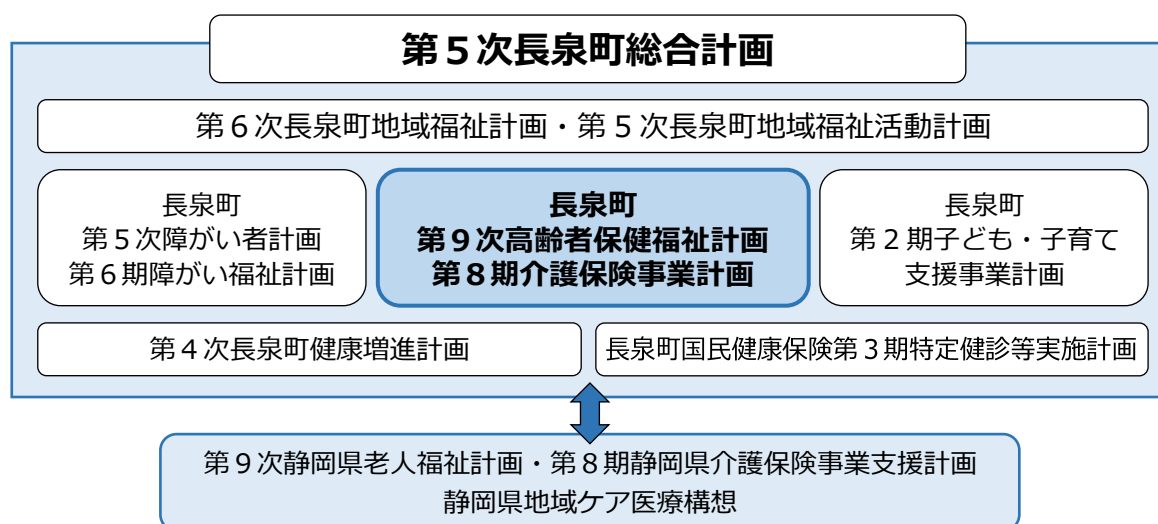 第５次長泉町総合計画
第６次長泉町地域福祉計画・第５次長泉町地域福祉活動計画
長泉町
第５次障がい者計画
第６期障がい福祉計画
長泉町
第９次高齢者保健福祉計画
第８期介護保険事業計画
長泉町
第２期子ども・子育て
支援事業計画
第４次長泉町健康増進計画
長泉町国民健康保険第３期特定健診等実施計画
第９次静岡県老人福祉計画・第８期静岡県介護保険事業支援計画
静岡県地域ケア医療構想